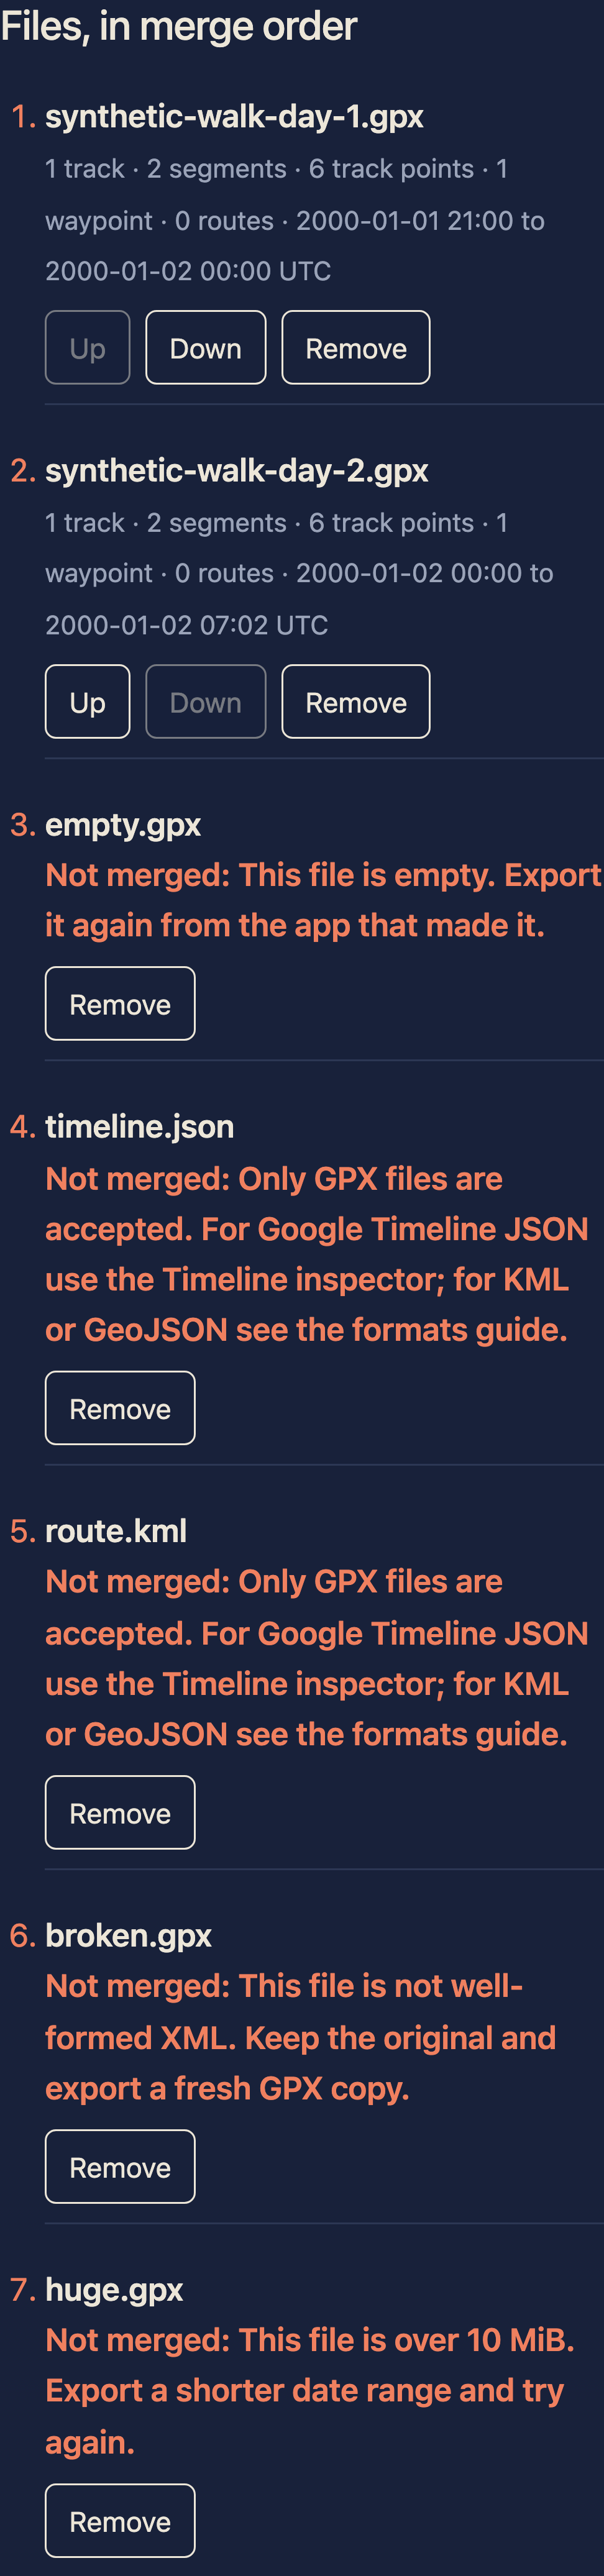 Files, in merge order
1. synthetic-walk-day-1.gpx
1 track · 2 segments · 6 track points · 1
waypoint · 0 routes · 2000-01-01 21:00 to
2000-01-02 00:00 UTC
Up Down Remove
2. synthetic-walk-day-2.gpx
1 track · 2 segments · 6 track points · 1
waypoint · 0 routes · 2000-01-02 00:00 to
2000-01-02 07:02 UTC
Up Down Remove
3. empty.gpx
Not merged: This file is empty. Export
it again from the app that made it.
Remove
4. timeline.json
Not merged: Only GPX files are
accepted. For Google Timeline JSON
use the Timeline inspector; for KML
or GeoJSON see the formats guide.
Remove
5. route.kml
Not merged: Only GPX files are
accepted. For Google Timeline JSON
use the Timeline inspector; for KML
or GeoJSON see the formats guide.
Remove
6. broken.gpx
Not merged: This file is not well-
formed XML. Keep the original and
export a fresh GPX copy.
Remove
7. huge.gpx
Not merged: This file is over 10 MiB.
Export a shorter date range and try
again.
Remove